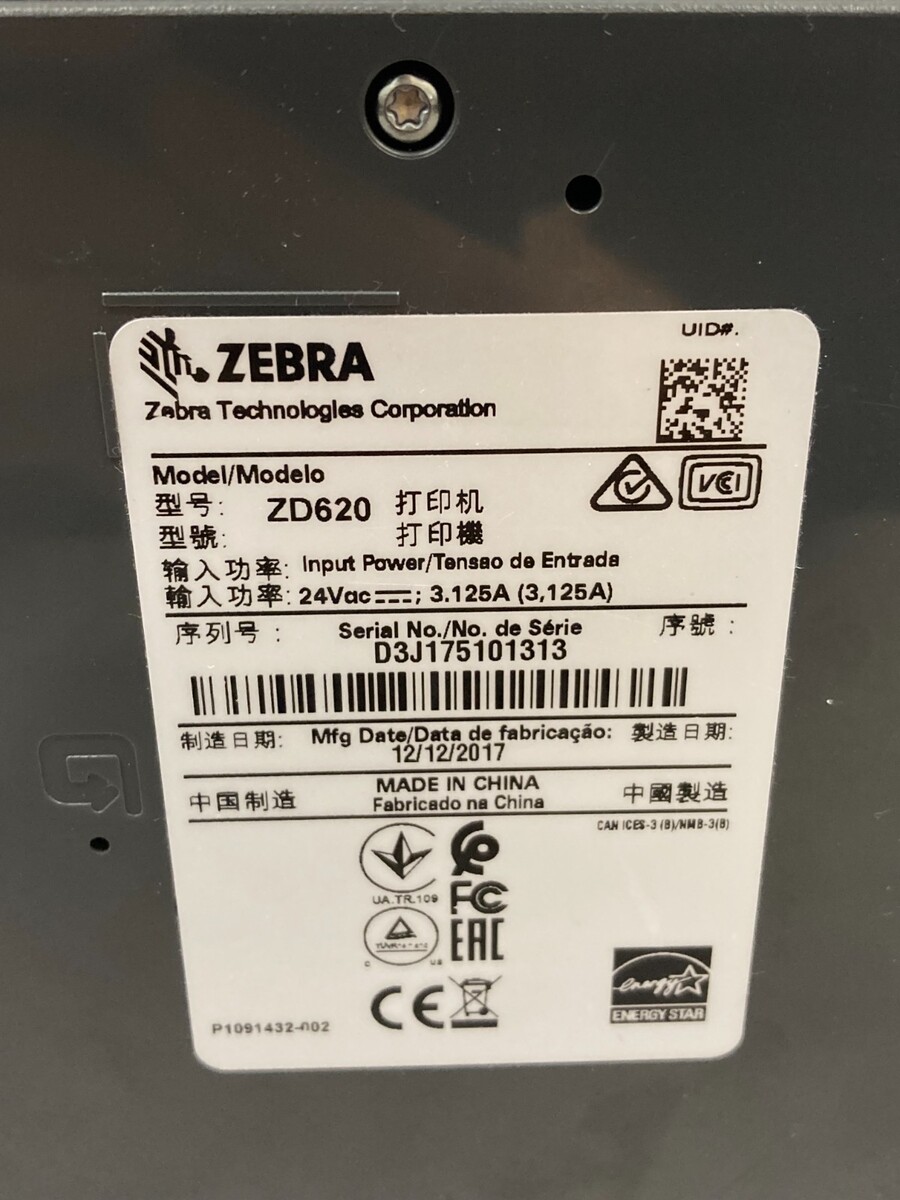 ZEBRA
UID#.
Zebra Technologies Corporation
Model/Modelo
型号: ZD620 打印机
型號: 打印機
VCI
输入功率: Input Power/Tensao de Entrada
輸入功率: 24Vdc; 3.125A (3,125A)
序列号: Serial No./No. de Série 序號:
D3J175101313
制造日期: Mfg Date/Data de fabricação: 製造日期:
12/12/2017
中国制造 MADE IN CHINA 中國製造
Fabricado na China
CAN ICES-3 (B)/NMB-3(B)
UA.TR.109
FC
EAC
C US
CE
energy
ENERGY STAR
P1091432-002